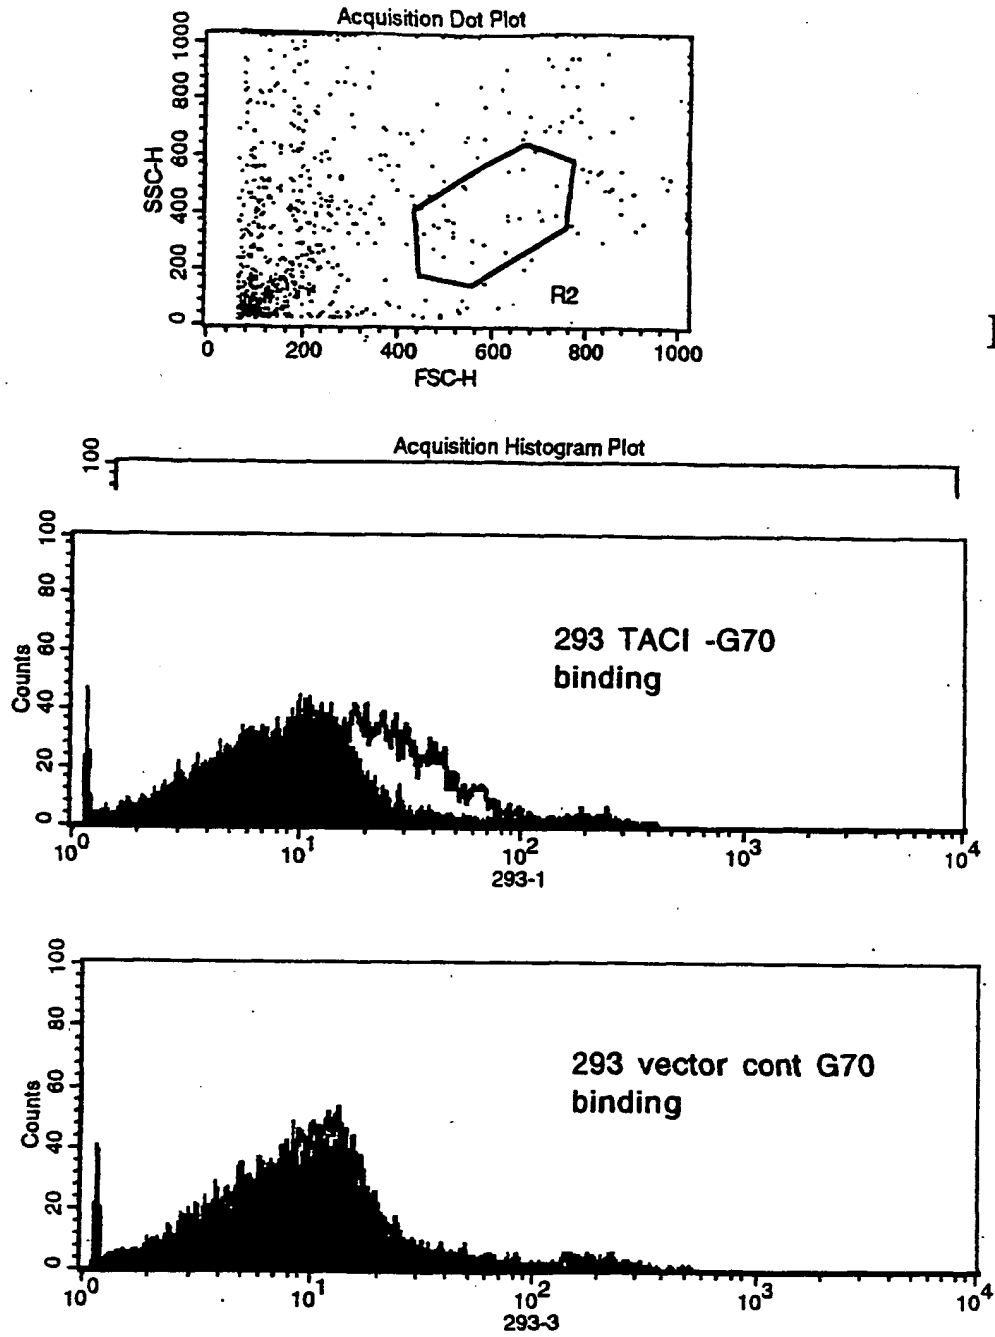 Acquisition Dot Plot
1000
800
600
400
200
0
SSC-H
R2
0 200 400 600 800 1000
FSC-H
]
Acquisition Histogram Plot
100
100
80
60
40
20
0
Counts
293 TACI -G70
binding
10^0 10^1 10^2 10^3 10^4
293-1
100
80
60
40
20
0
Counts
293 vector cont G70
binding
10^0 10^1 10^2 10^3 10^4
293-3